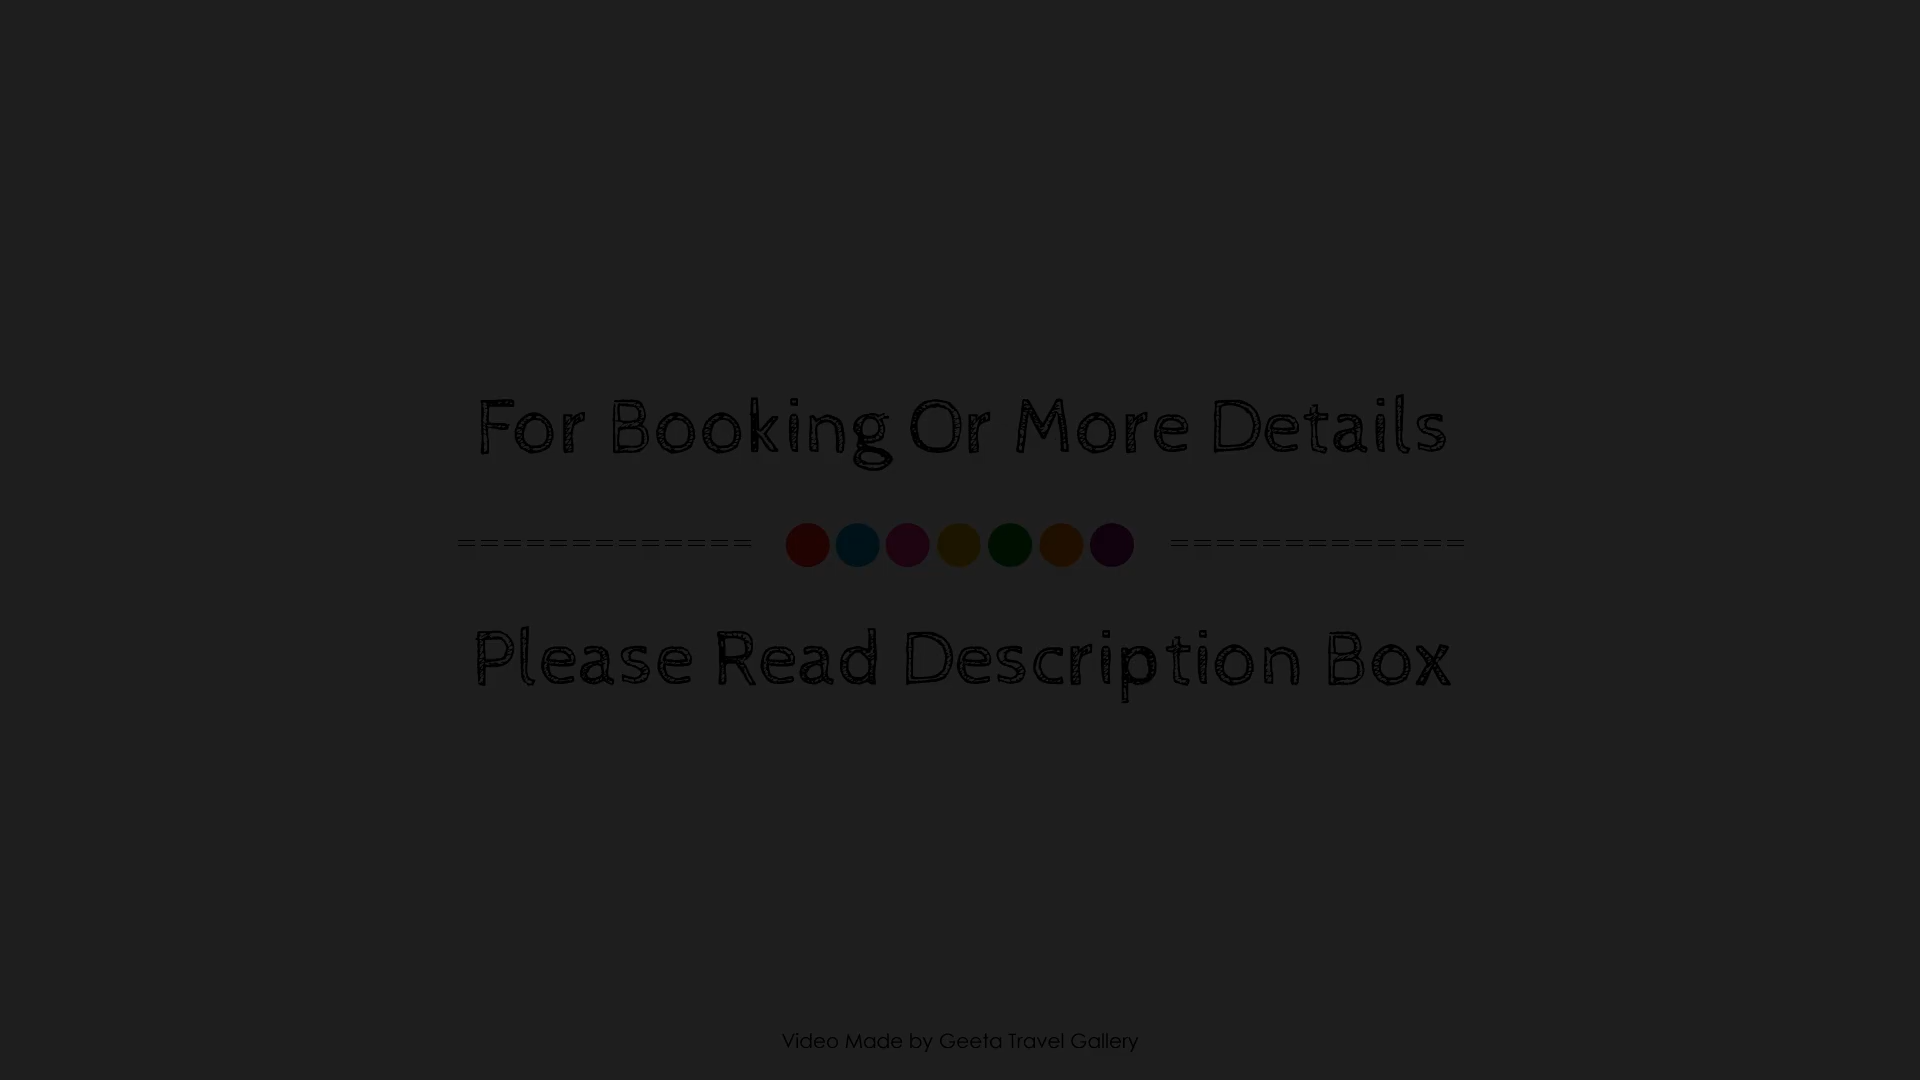 For Booking Or More Details
============= =============
Please Read Description Box
Video Made by Geeta Travel Gallery